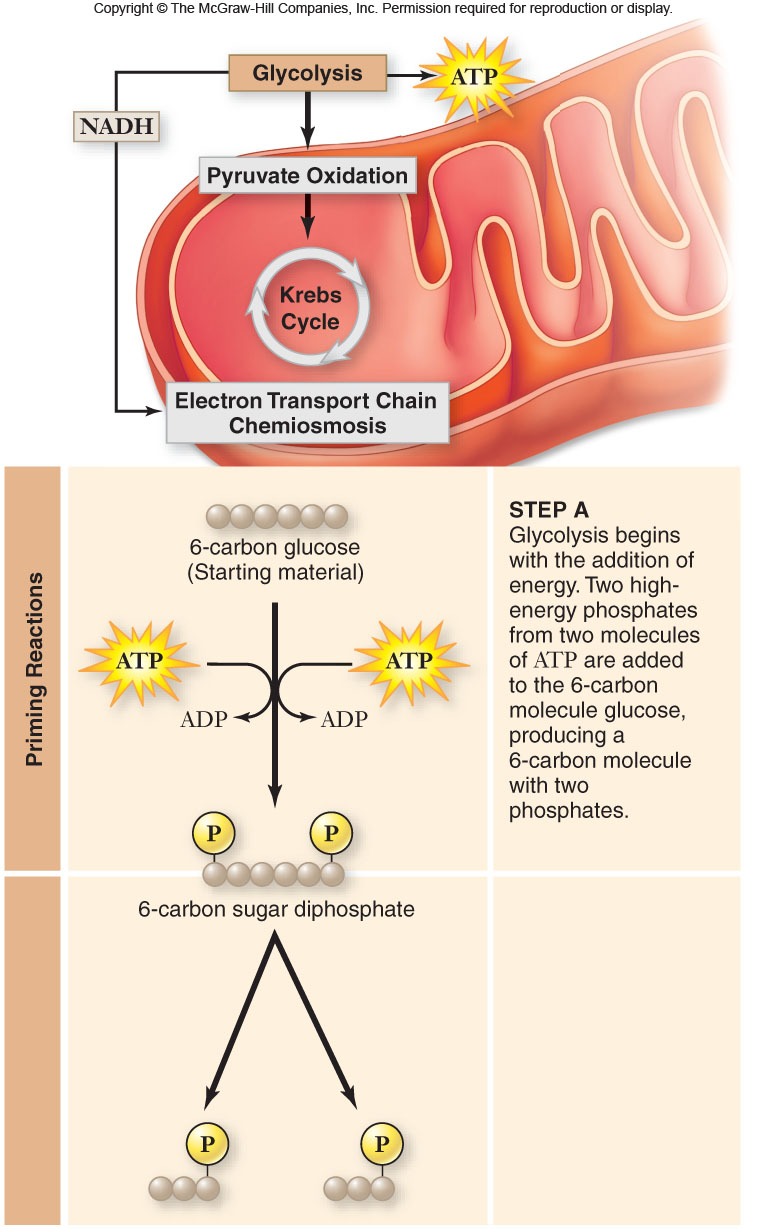 Copyright © The McGraw-Hill Companies, Inc. Permission required for reproduction or display.
Glycolysis
ATP
NADH
Pyruvate Oxidation
Krebs
Cycle
Electron Transport Chain
Chemiosmosis
Priming Reactions
6-carbon glucose
(Starting material)
ATP
ATP
ADP
ADP
P
P
6-carbon sugar diphosphate
P
P
STEP A
Glycolysis begins
with the addition of
energy. Two high-
energy phosphates
from two molecules
of ATP are added
to the 6-carbon
molecule glucose,
producing a
6-carbon molecule
with two
phosphates.